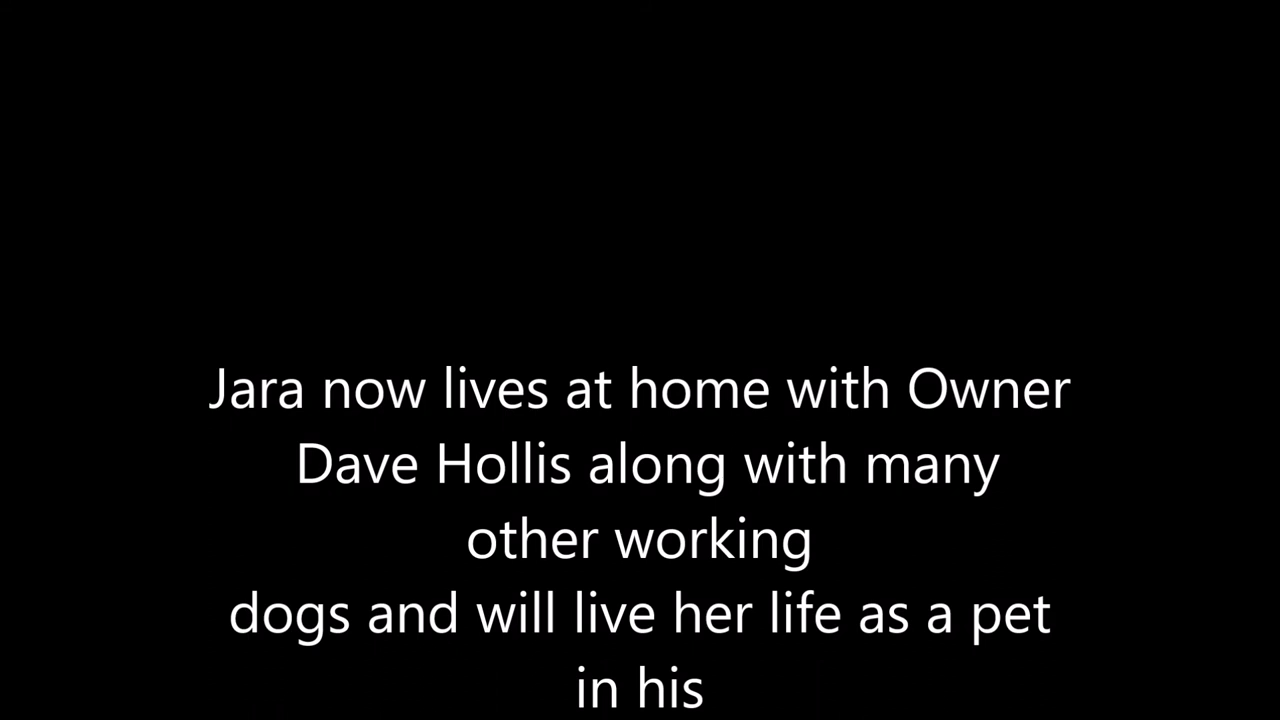 Jara now lives at home with Owner
Dave Hollis along with many
other working
dogs and will live her life as a pet
in his